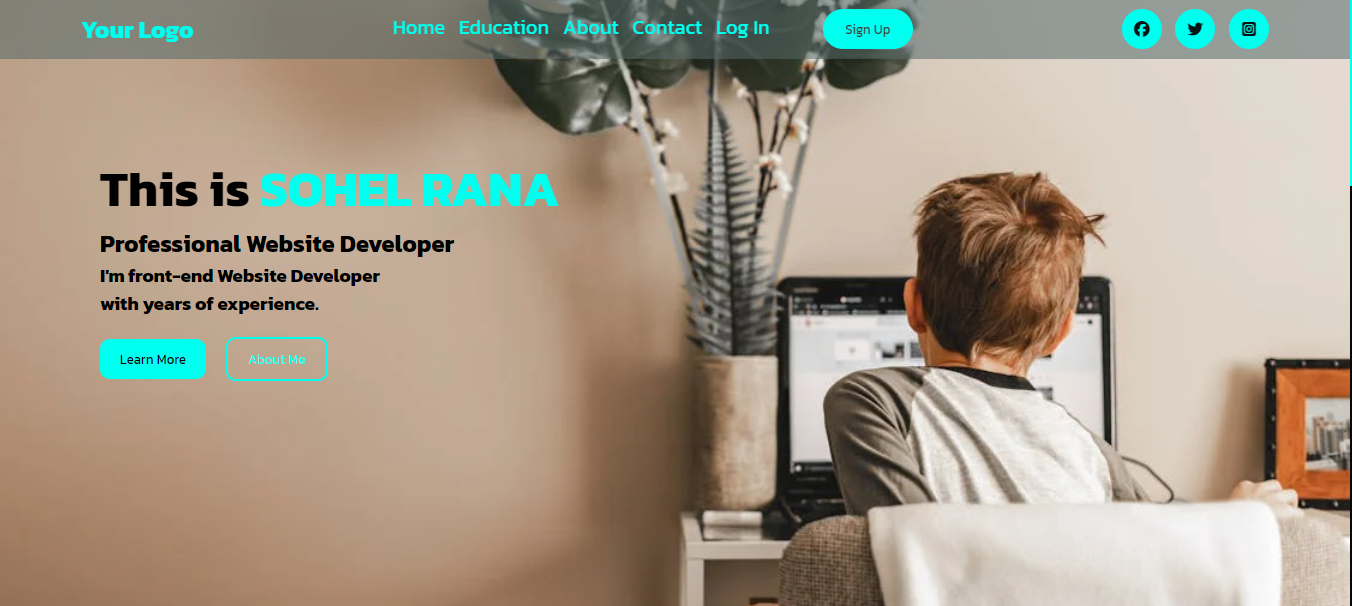 Your Logo
Home Education About Contact Log In Sign Up
This is SOHEL RANA
Professional Website Developer
I'm front-end Website Developer
with years of experience.
Learn More About Me